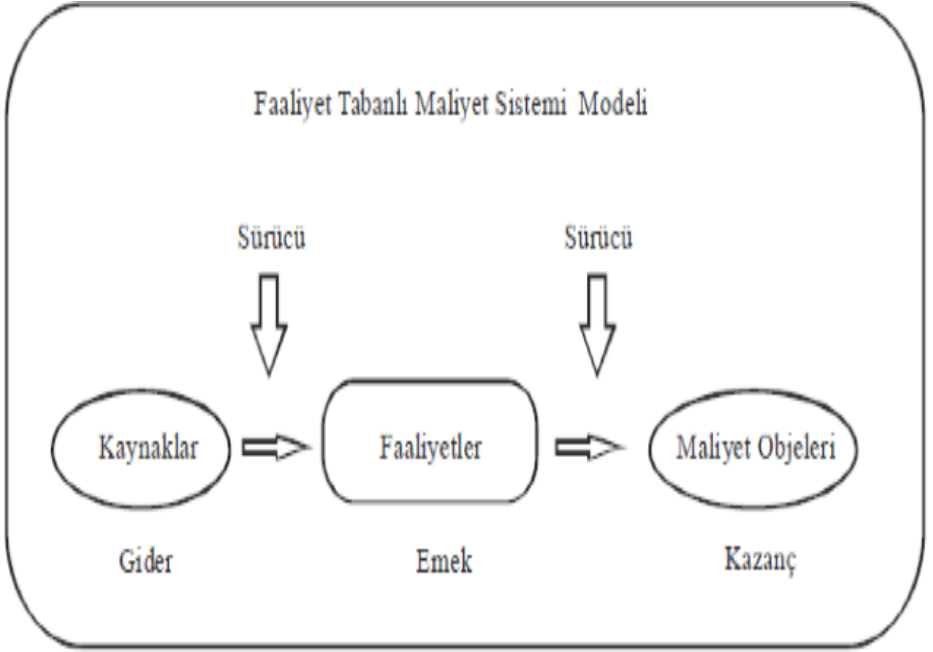 Faaliyet Tabanlı Maliyet Sistemi Modeli
Sürücü Sürücü
Kaynaklar Faaliyetler Maliyet Objeleri
Gider Emek Kazanç